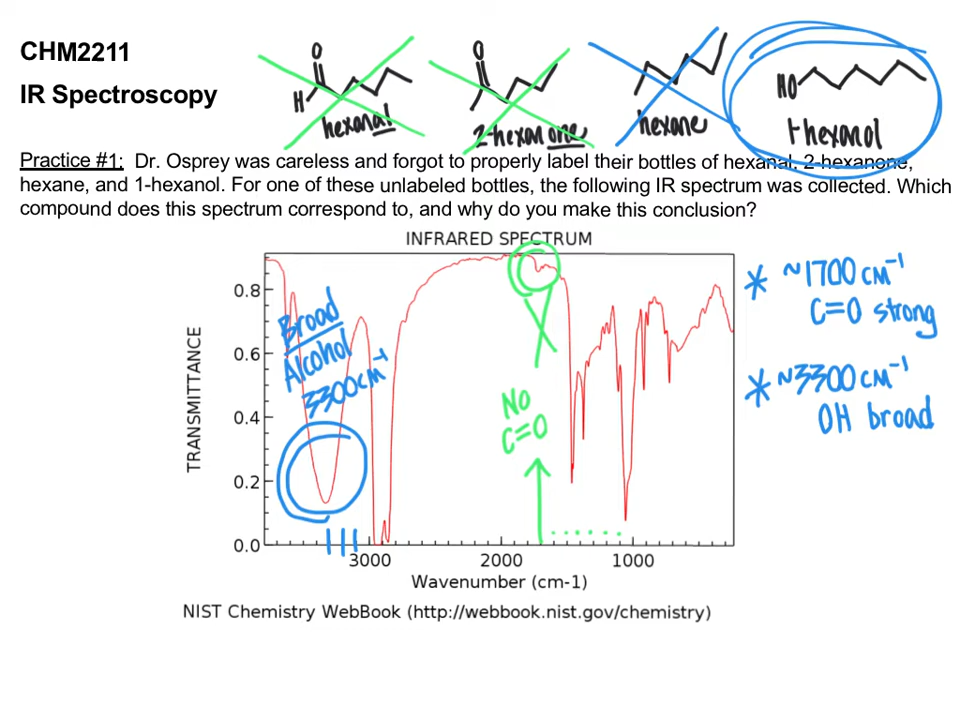 CHM2211
IR Spectroscopy
O
H
hexanal
O
2-hexanone
hexane
HO
1-hexanol
Practice #1: Dr. Osprey was careless and forgot to properly label their bottles of hexanal, 2-hexanone,
hexane, and 1-hexanol. For one of these unlabeled bottles, the following IR spectrum was collected. Which
compound does this spectrum correspond to, and why do you make this conclusion?
INFRARED SPECTRUM
TRANSMITTANCE
0.8
0.6
0.4
0.2
0.0
Broad
Alcohol
3300cm⁻¹
NO
C=O
* ~1700 cm⁻¹
C=O strong
* ~3300 cm⁻¹
OH broad
3000 2000 1000
Wavenumber (cm-1)
NIST Chemistry WebBook (http://webbook.nist.gov/chemistry)